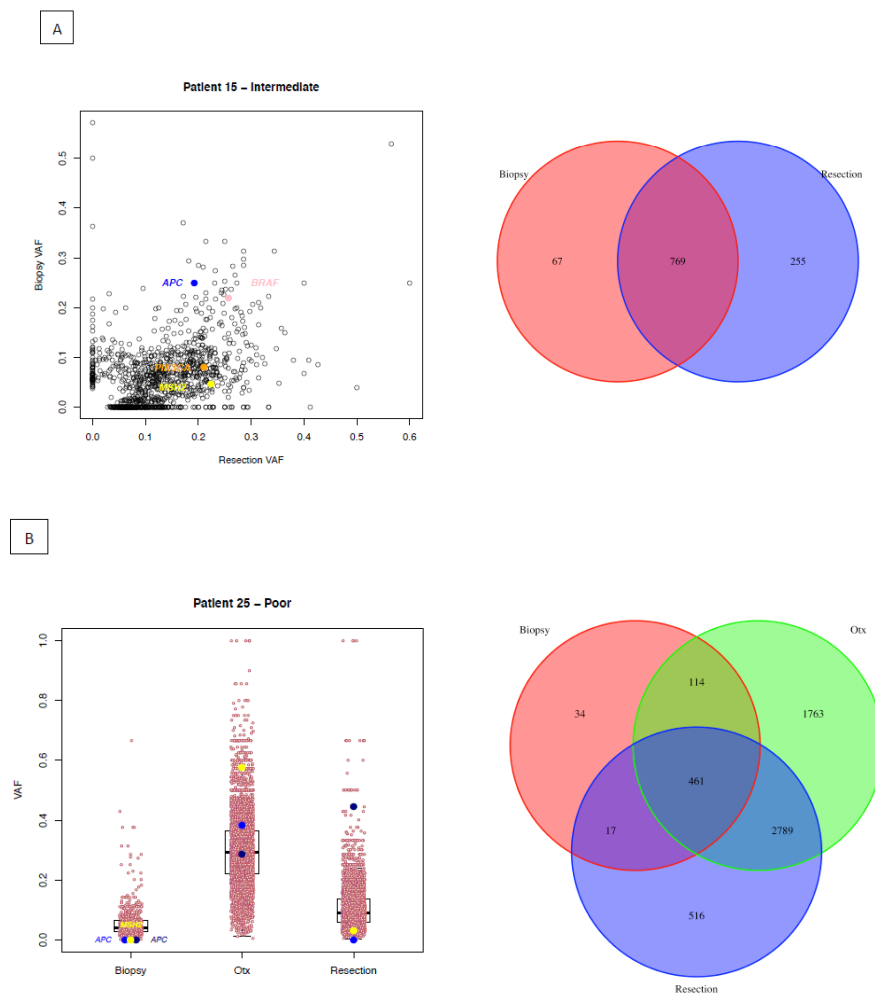 A
Patient 15 – Intermediate
Biopsy VAF
0.5
0.4
0.3
0.2
0.1
0.0
APC
BRAF
MSH2
0.0 0.1 0.2 0.3 0.4 0.5 0.6
Resection VAF
Biopsy
Resection
67
769
255
B
Patient 25 – Poor
VAF
1.0
0.8
0.6
0.4
0.2
0.0
MSH2
APC
APC
Biopsy Otx Resection
Biopsy
Otx
114
34
1763
461
17
2789
516
Resection